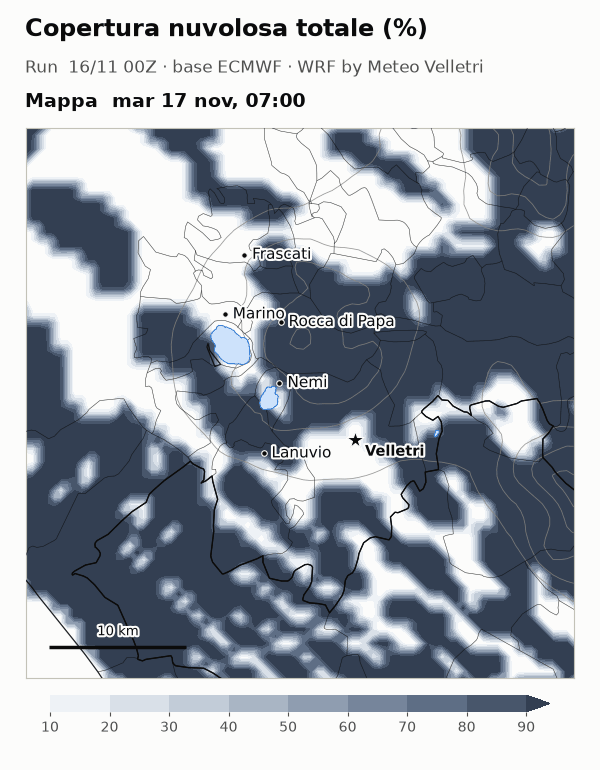 Copertura nuvolosa totale (%)
Run  16/11 00Z · base ECMWF · WRF by Meteo Velletri
Mappa  mar 17 nov, 07:00
Frascati
Marino
Rocca di Papa
Nemi
Velletri
Lanuvio
10 km
10 20 30 40 50 60 70 80 90